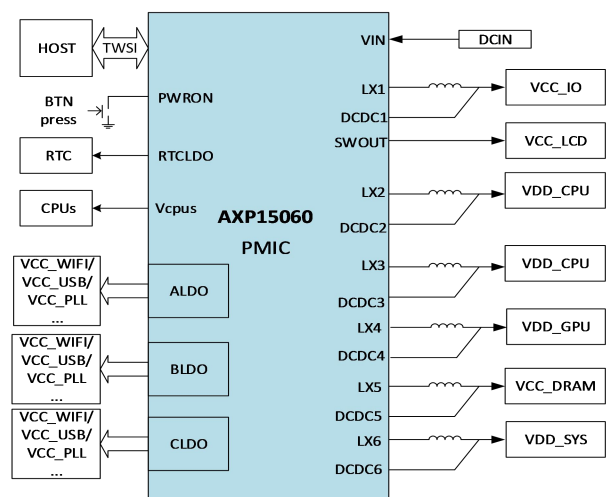 HOST
TWSI
BTN
press
PWRON
RTC
RTCLDO
CPUs
Vcpus
AXP15060
PMIC
VCC_WIFI/
VCC_USB/
VCC_PLL
...
ALDO
VCC_WIFI/
VCC_USB/
VCC_PLL
...
BLDO
VCC_WIFI/
VCC_USB/
VCC_PLL
...
CLDO
VIN
DCIN
LX1
VCC_IO
DCDC1
SWOUT
VCC_LCD
LX2
VDD_CPU
DCDC2
LX3
VDD_CPU
DCDC3
LX4
VDD_GPU
DCDC4
LX5
VCC_DRAM
DCDC5
LX6
VDD_SYS
DCDC6